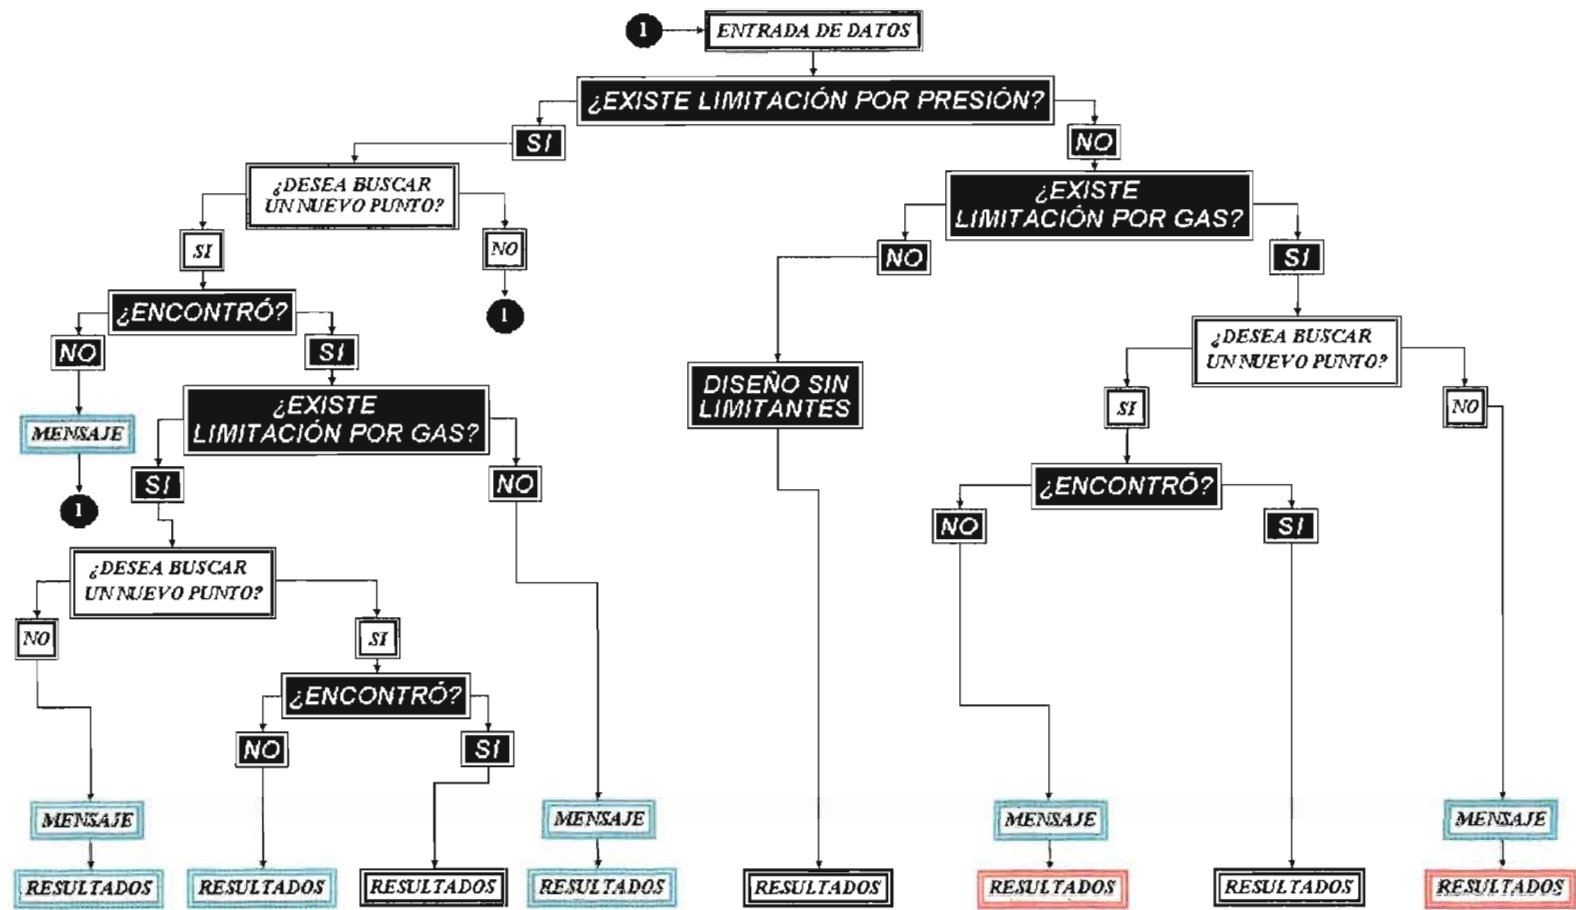 1
ENTRADA DE DATOS
¿EXISTE LIMITACIÓN POR PRESIÓN?
SI
NO
¿DESEA BUSCAR
UN NUEVO PUNTO?
¿EXISTE
LIMITACIÓN POR GAS?
SI
NO
NO
SI
¿ENCONTRÓ?
1
NO
SI
¿DESEA BUSCAR
UN NUEVO PUNTO?
¿EXISTE
LIMITACIÓN POR GAS?
DISEÑO SIN
LIMITANTES
SI
NO
MENSAJE
SI
NO
¿ENCONTRÓ?
1
NO
SI
¿DESEA BUSCAR
UN NUEVO PUNTO?
NO
SI
¿ENCONTRÓ?
NO
SI
MENSAJE
MENSAJE
MENSAJE
MENSAJE
RESULTADOS
RESULTADOS
RESULTADOS
RESULTADOS
RESULTADOS
RESULTADOS
RESULTADOS
RESULTADOS